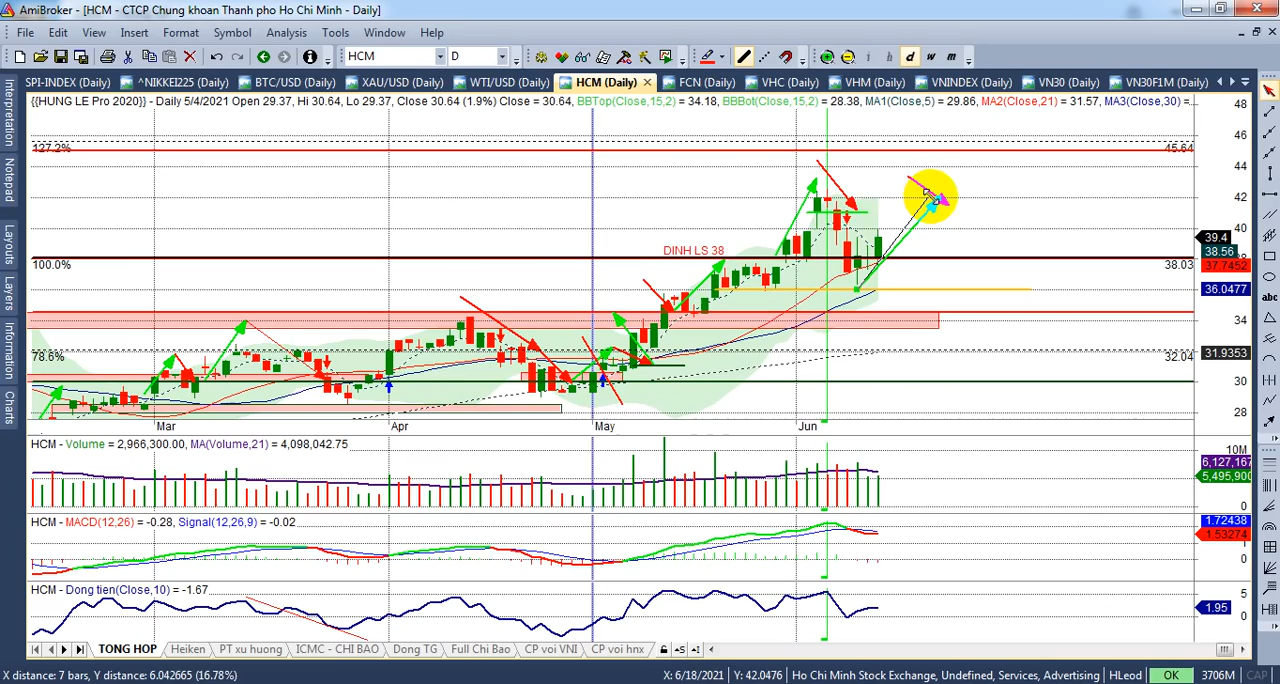 AmiBroker - [HCM - CTCP Chung khoan Thanh pho Ho Chi Minh - Daily]
File Edit View Insert Format Symbol Analysis Tools Window Help
HCM D i h d w m
SPI-INDEX (Daily) ^NIKKEI225 (Daily) BTC/USD (Daily) XAU/USD (Daily) WTI/USD (Daily) HCM (Daily) FCN (Daily) VHC (Daily) VHM (Daily) VNINDEX (Daily) VN30 (Daily) VN30F1M (Daily)
{{HUNG LE Pro 2020}} - Daily 5/4/2021 Open 29.37, Hi 30.64, Lo 29.37, Close 30.64 (1.9%) Close = 30.64, BBTop(Close,15,2) = 34.18, BBBot(Close,15,2) = 28.38, MA1(Close,5) = 29.86, MA2(Close,21) = 31.57, MA3(Close,30) =
Interpretation
Notepad
Layouts
Layers
Information
Charts
abc
48
46
127.2% 45.64
44
42
40
39.4
38.56
DINH LS 38
100.0% 38.03
37.7452
36.0477
34
78.6% 32.04
31.9353
30
28
Mar Apr May Jun
HCM - Volume = 2,966,300.00, MA(Volume,21) = 4,098,042.75
10M
6,127,167
5,495,900
0
HCM - MACD(12,26) = -0.28, Signal(12,26,9) = -0.02
1.72438
1.53274
0
HCM - Dong tien(Close,10) = -1.67
5
1.95
0
TONG HOP Heiken PT xu huong ICMC - CHI BAO Dong TG Full Chi Bao CP voi VNI CP voi hnx
X distance: 7 bars, Y distance: 6.042665 (16.78%) X: 6/18/2021 Y: 42.0476 Ho Chi Minh Stock Exchange, Undefined, Services, Advertising HLeod OK 3706M CAP